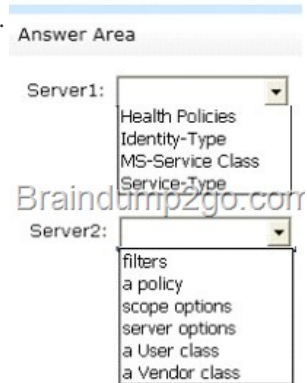 Answer Area
Server1:
Health Policies
Identity-Type
MS-Service Class
Service-Type
Braindump2go.com
Server2:
filters
a policy
scope options
server options
a User class
a Vendor class